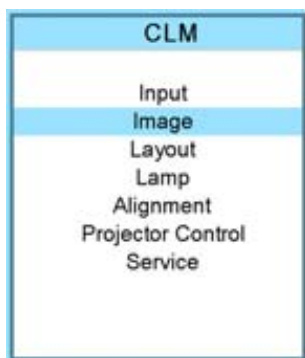 CLM
Input
Image
Layout
Lamp
Alignment
Projector Control
Service